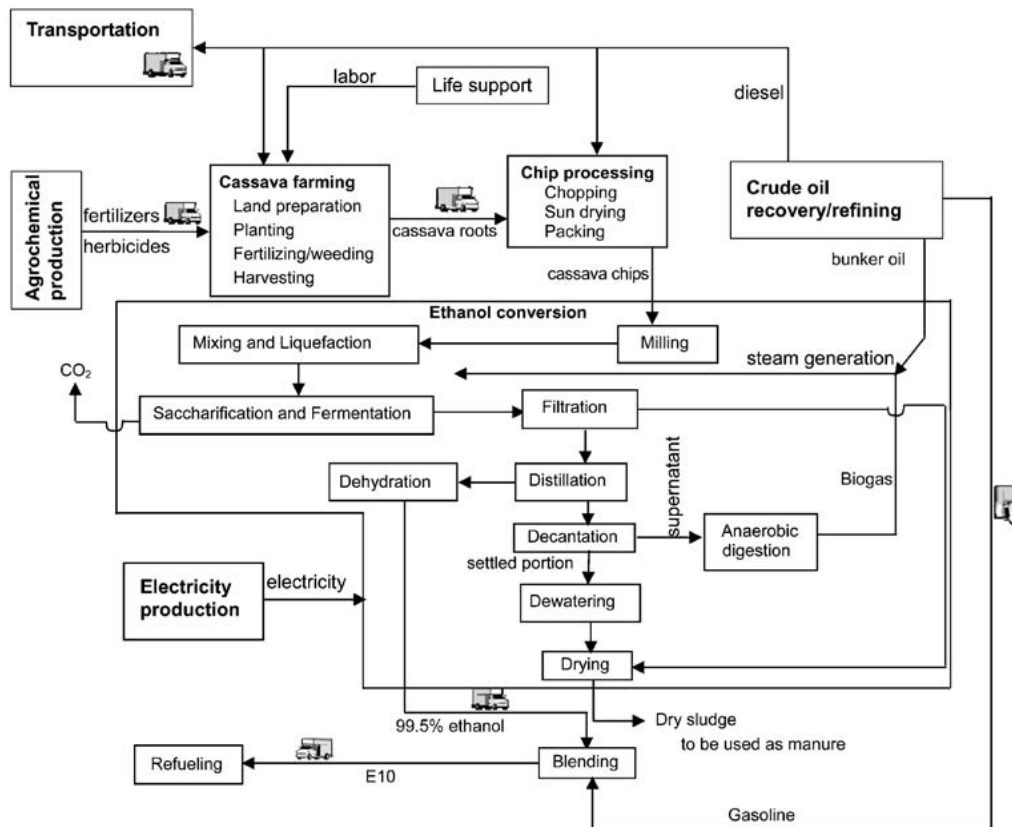 Transportation
labor
Life support
diesel
Agrochemical
production
fertilizers
herbicides
Cassava farming
Land preparation
Planting
Fertilizing/weeding
Harvesting
cassava roots
Chip processing
Chopping
Sun drying
Packing
Crude oil
recovery/refining
bunker oil
cassava chips
Ethanol conversion
Mixing and Liquefaction
Milling
steam generation
CO₂
Saccharification and Fermentation
Filtration
Dehydration
Distillation
supernatant
Biogas
Decantation
Anaerobic
digestion
settled portion
Electricity
production
electricity
Dewatering
Drying
99.5% ethanol
Dry sludge
to be used as manure
Refueling
E10
Blending
Gasoline